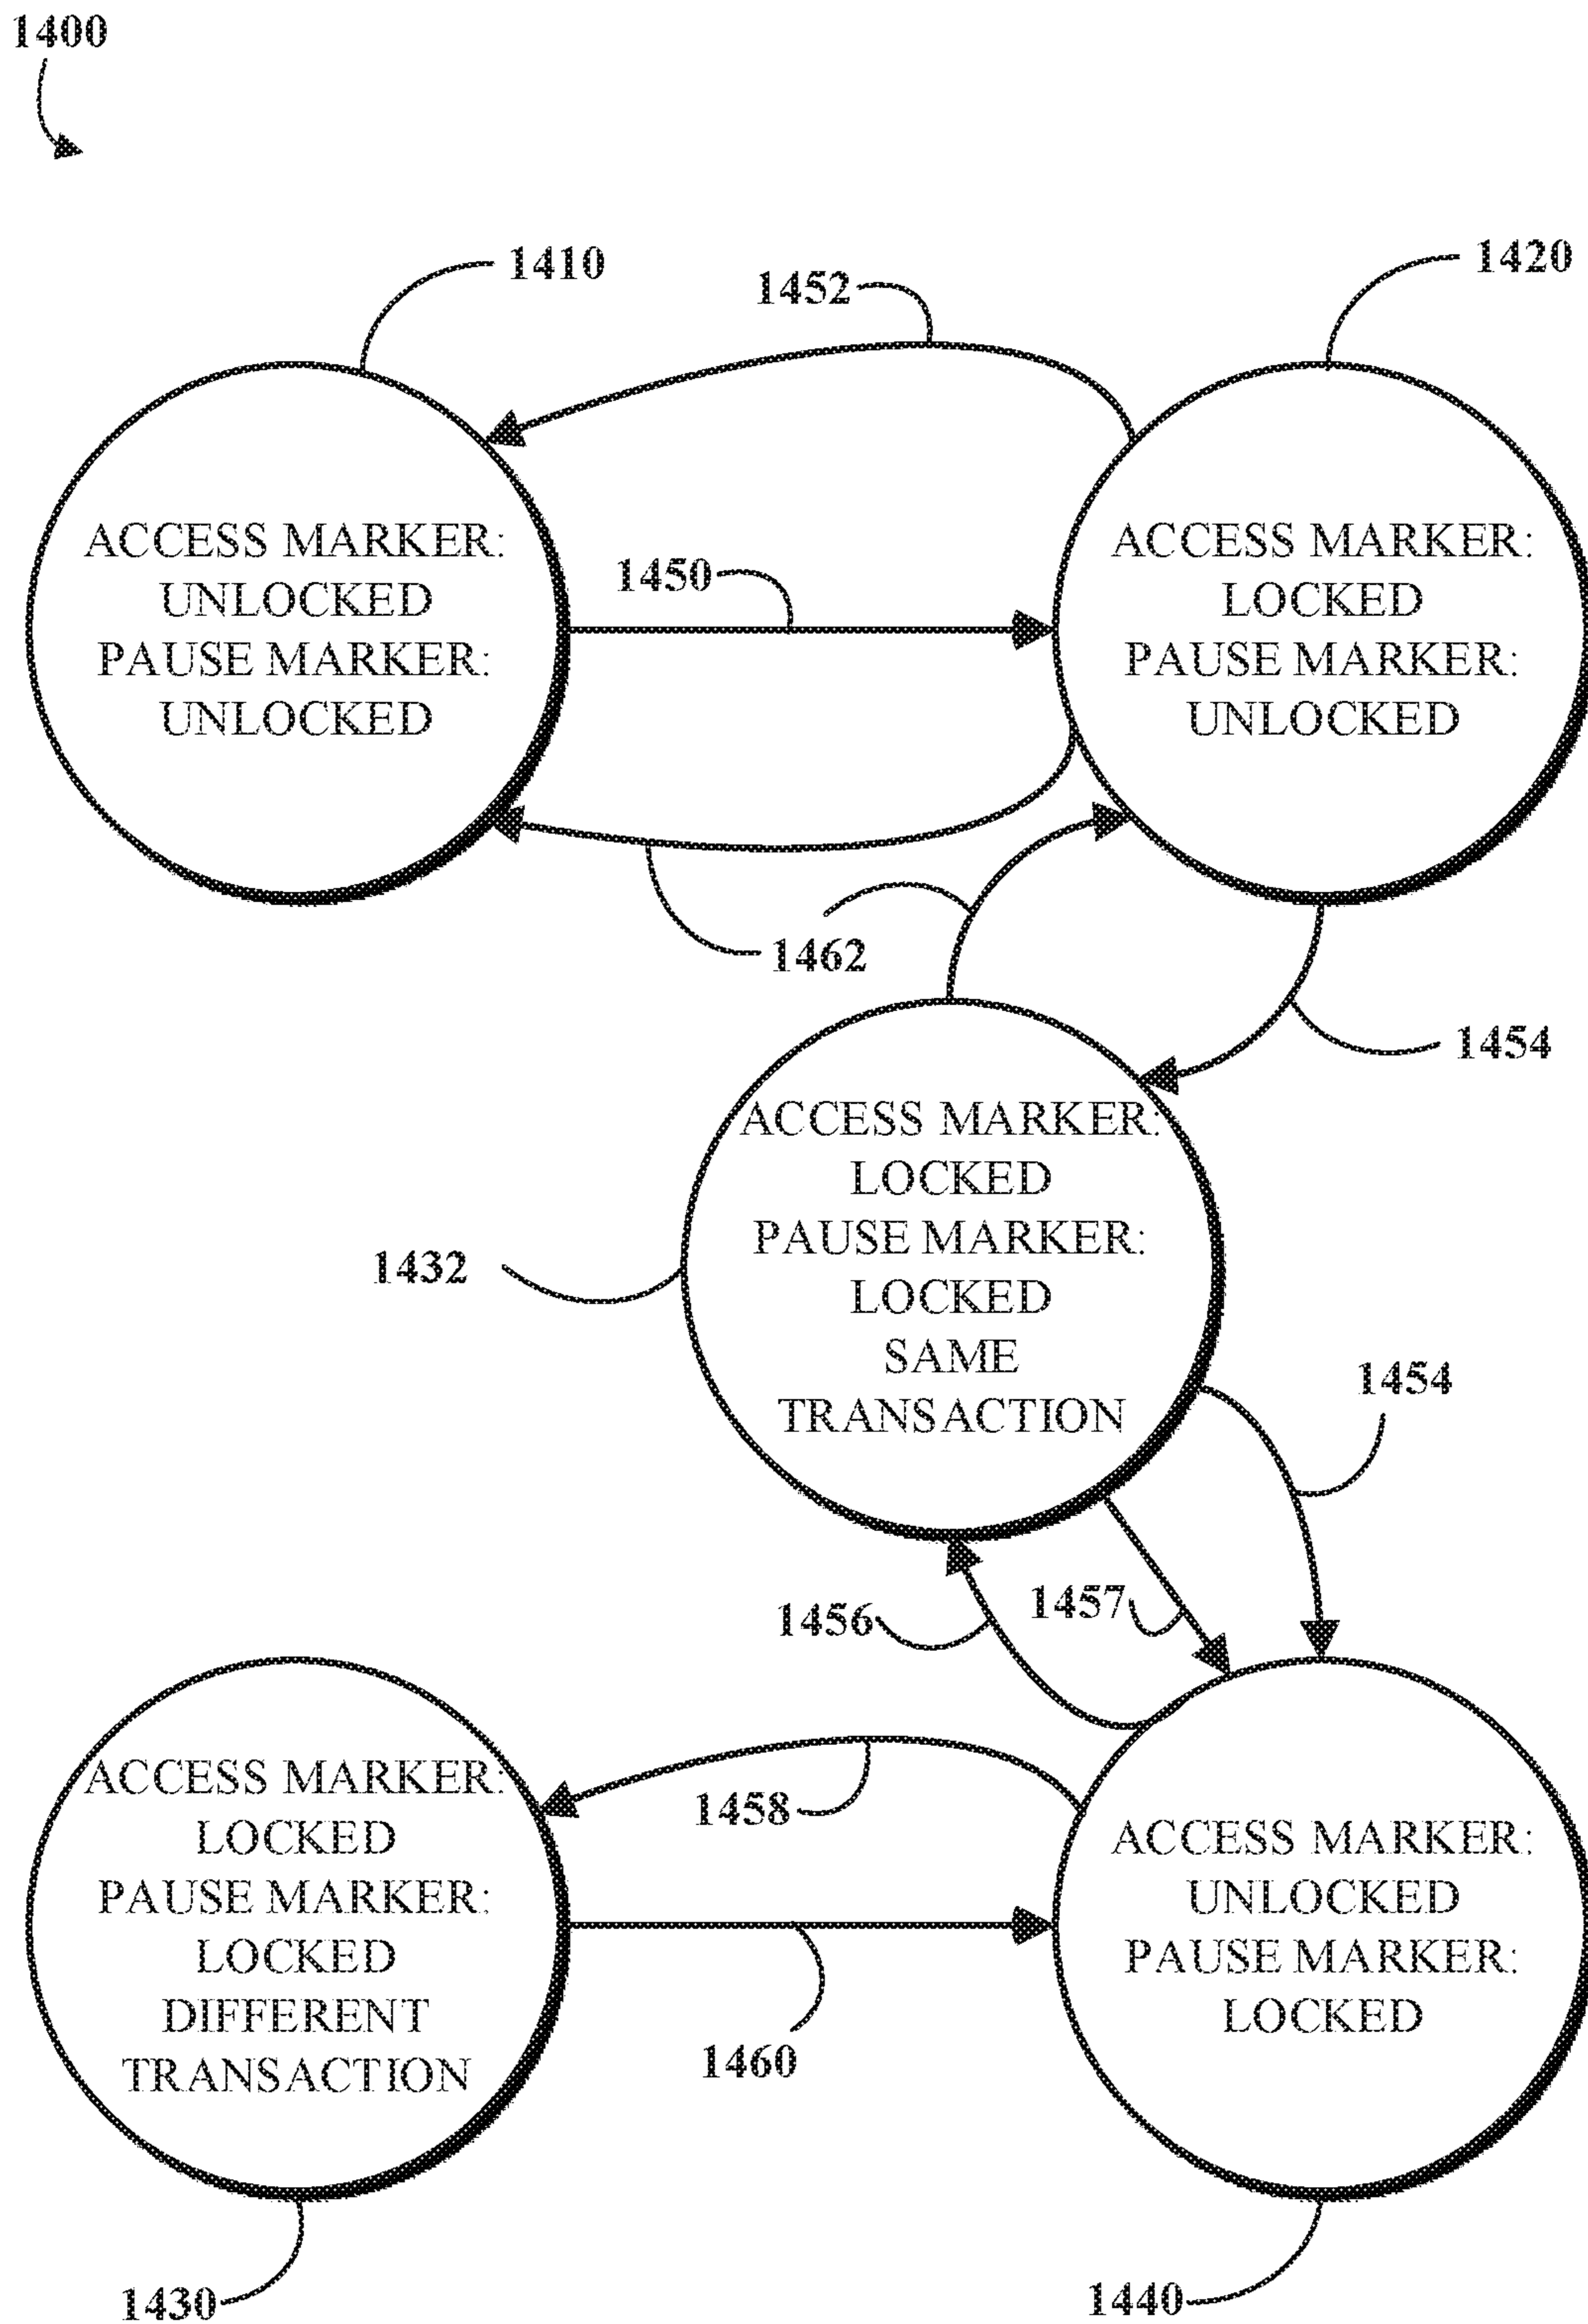 1400
1410
1452
1420
ACCESS MARKER:
UNLOCKED
PAUSE MARKER:
UNLOCKED
1450
ACCESS MARKER:
LOCKED
PAUSE MARKER:
UNLOCKED
1462
1454
ACCESS MARKER:
LOCKED
PAUSE MARKER:
LOCKED
SAME
TRANSACTION
1432
1454
1456
1457
ACCESS MARKER:
LOCKED
PAUSE MARKER:
LOCKED
DIFFERENT
TRANSACTION
1458
ACCESS MARKER:
UNLOCKED
PAUSE MARKER:
LOCKED
1460
1430
1440